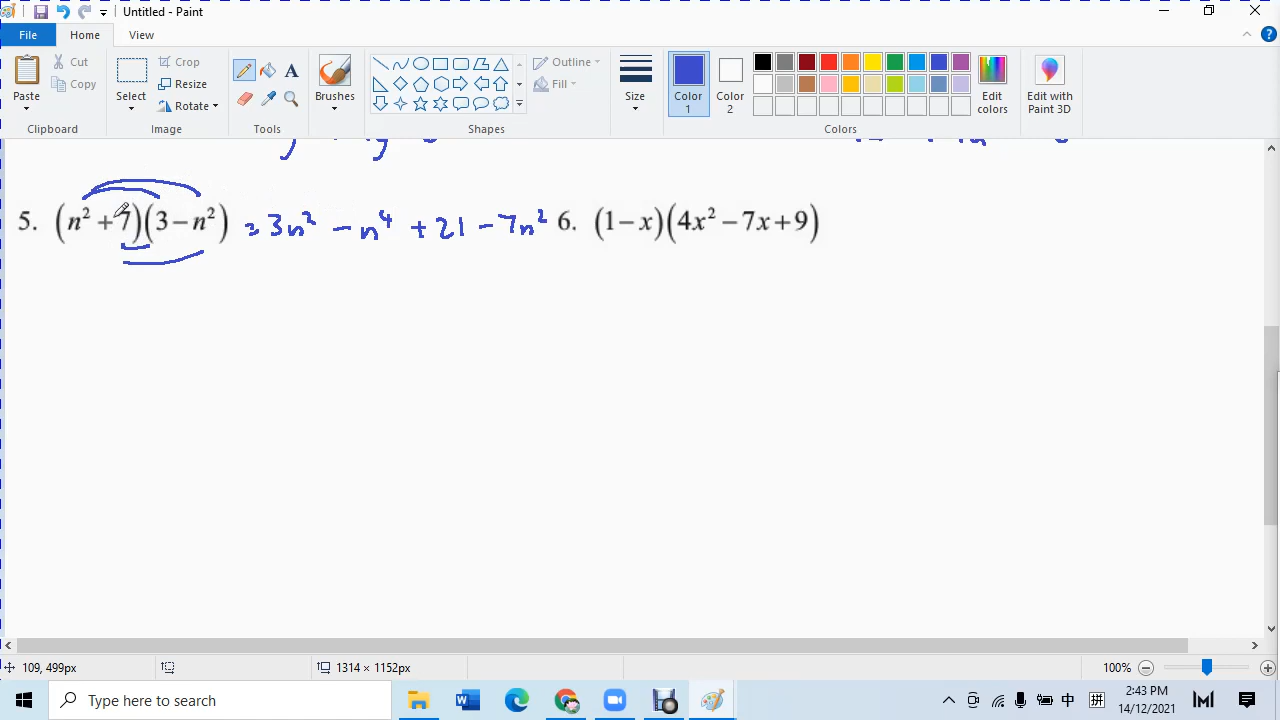 Untitled - Paint
File Home View
Paste Cut Copy
Clipboard
Select Crop Resize Rotate
Image
A
Tools
Brushes
Outline Fill
Shapes
Size
Color 1
Color 2
Edit colors
Colors
Edit with Paint 3D
5. (n² + 7)(3 − n²) = 3n² − n⁴ + 21 − 7n² 6. (1 − x)(4x² − 7x + 9)
109, 499px 1314 × 1152px 100%
Type here to search 中 拼 2:43 PM
14/12/2021